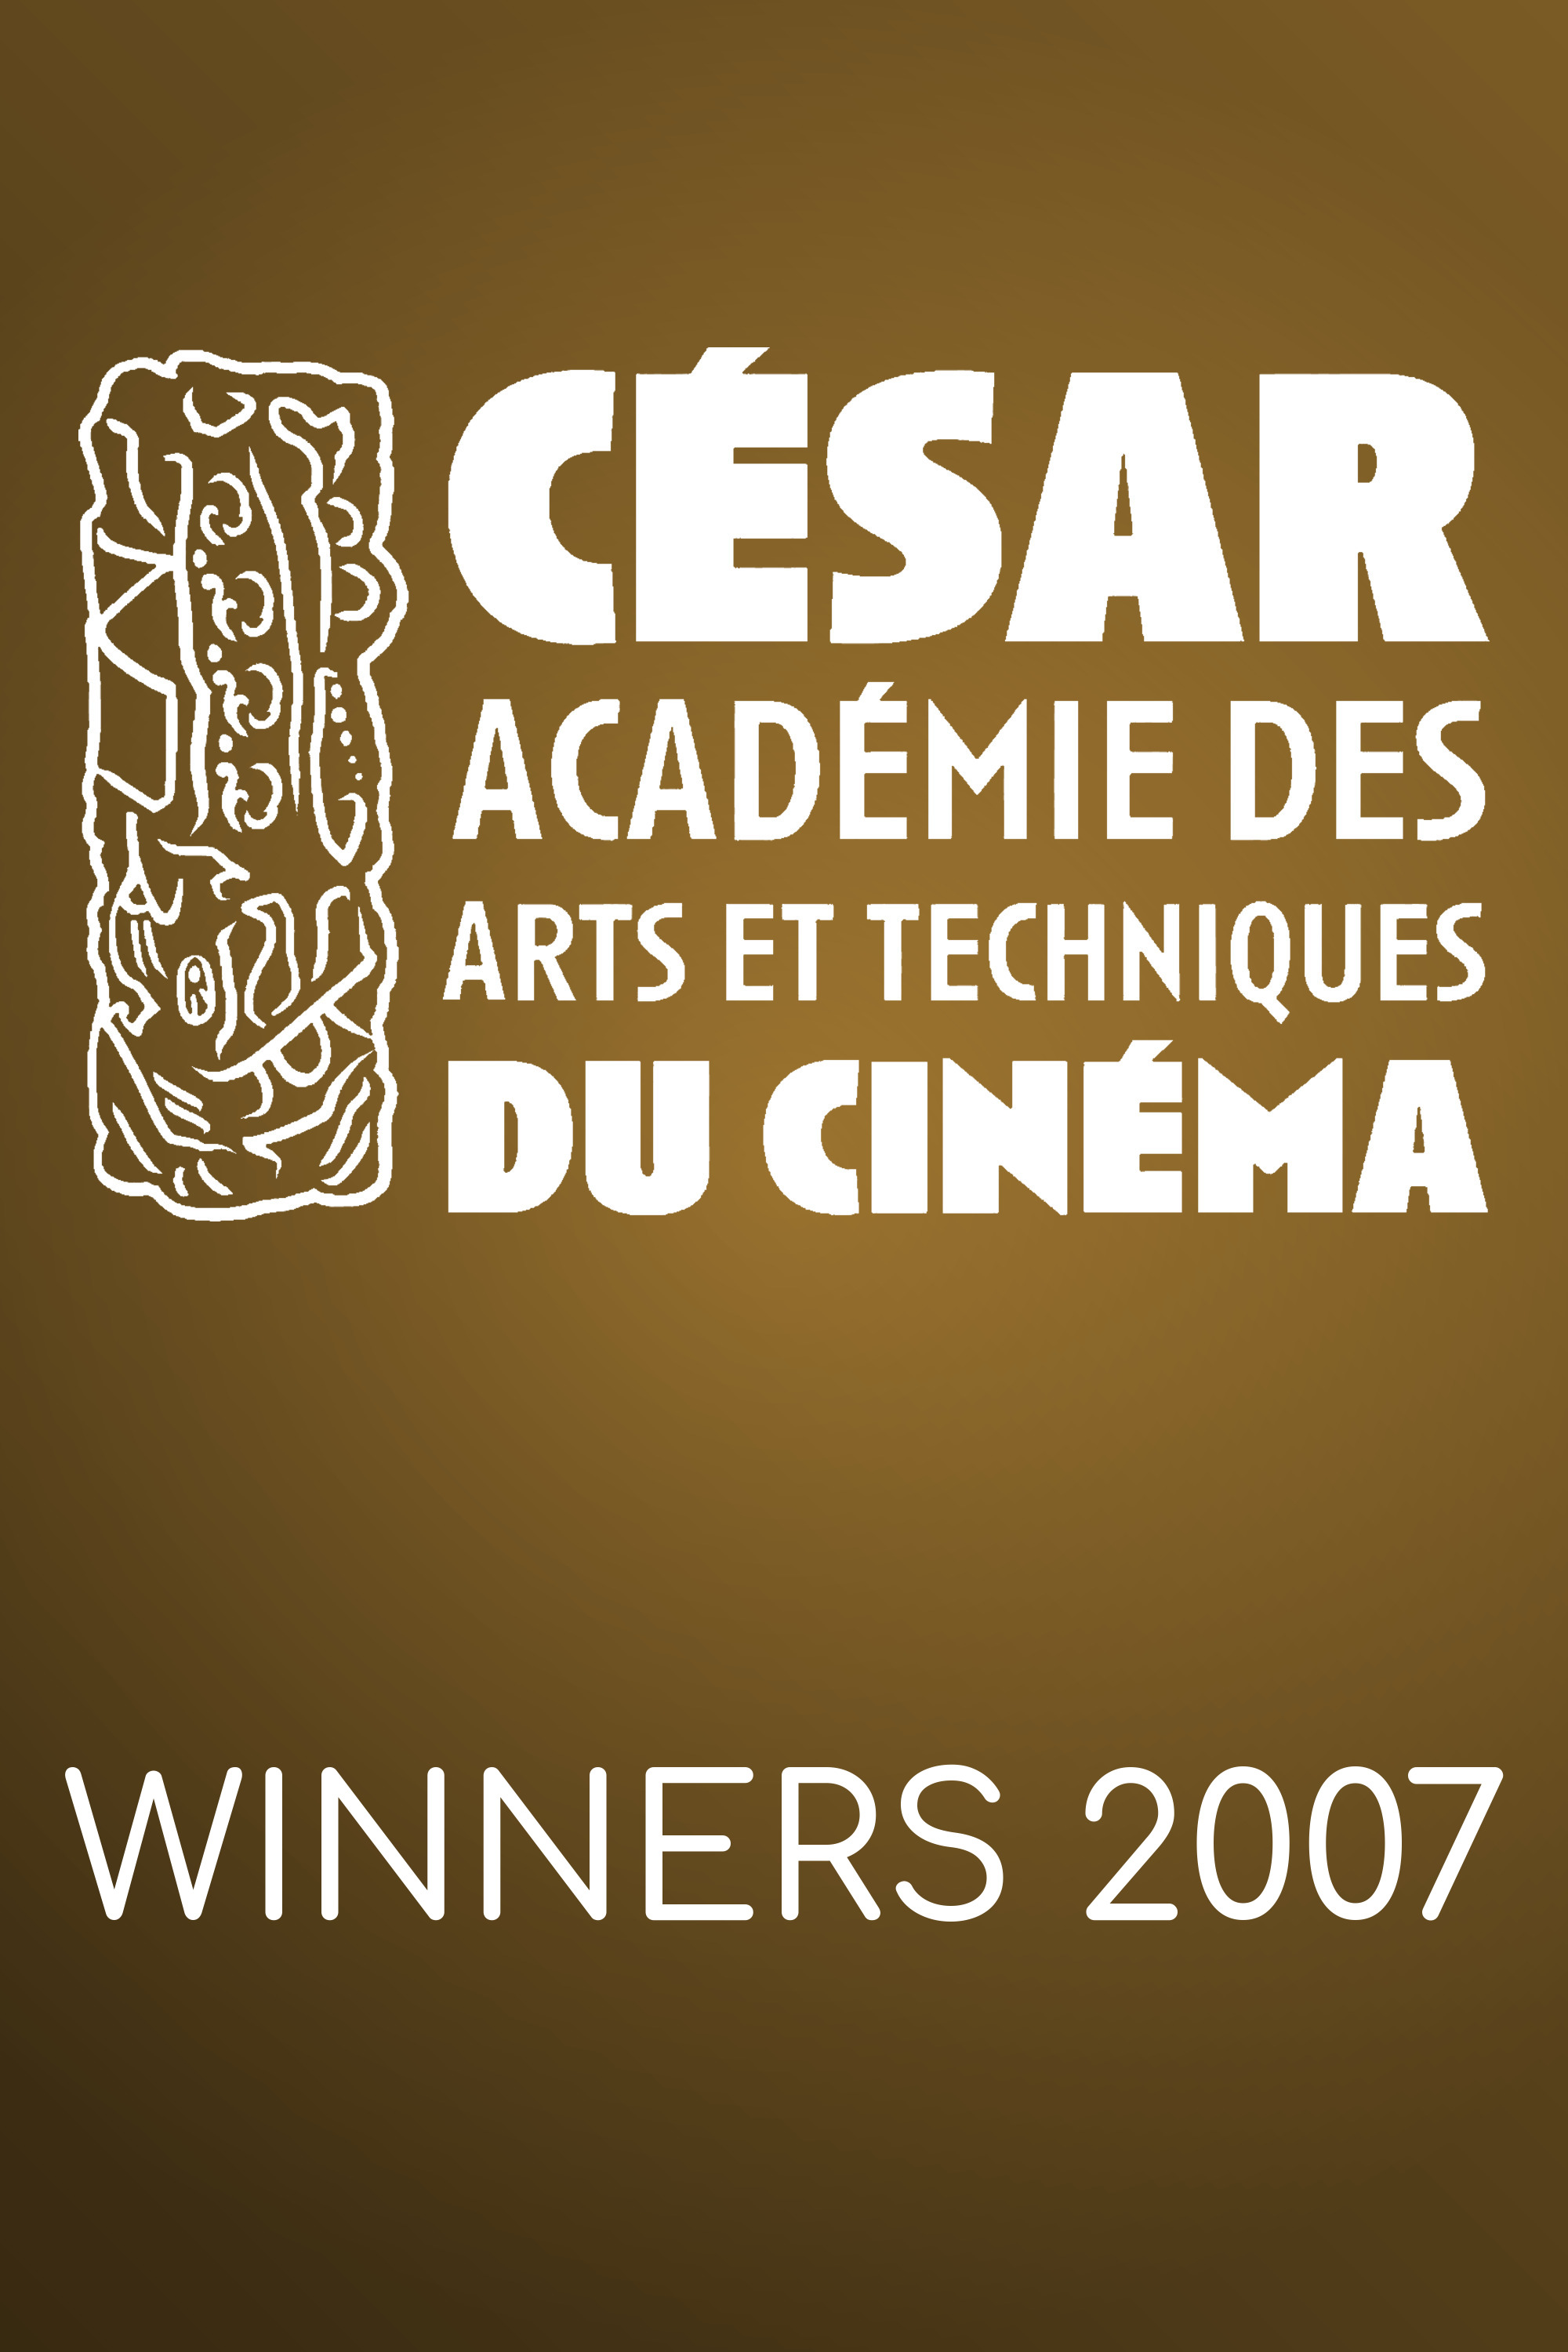 CÉSAR
ACADÉMIE DES
ARTS ET TECHNIQUES
DU CINÉMA
WINNERS 2007